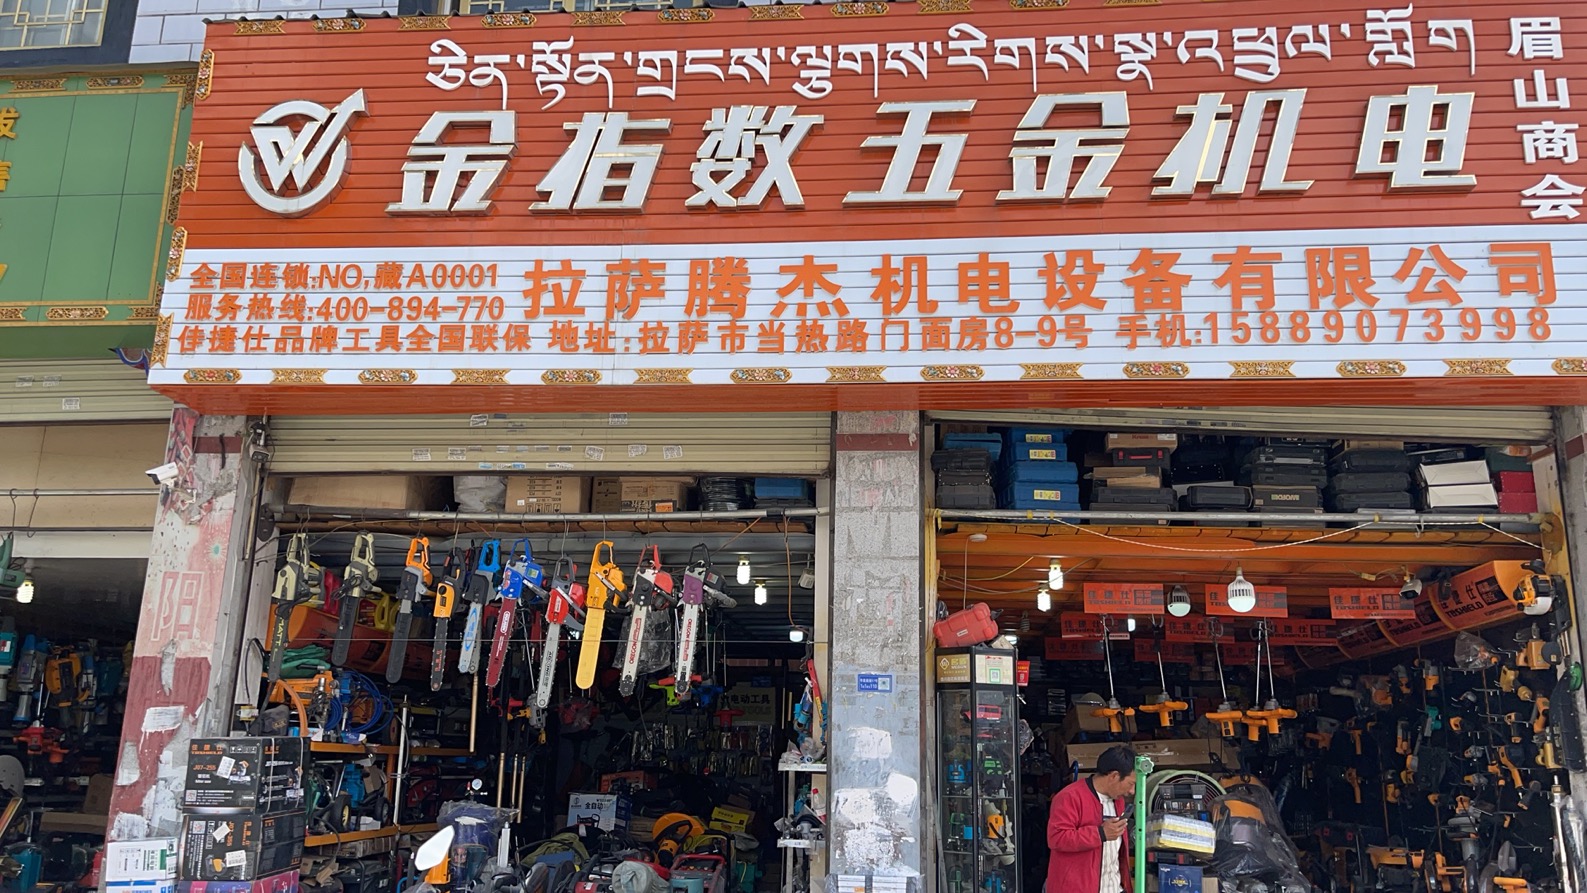 ཅིན་སྟོན་གྲངས་ལྕགས་རིགས་སྣ་འཕྲུལ་གློག
金指数五金机电
眉山商会
全国连锁:NO,藏A0001
服务热线:400-894-770
拉萨腾杰机电设备有限公司
佳捷仕品牌工具全国联保 地址:拉萨市当热路门面房8-9号 手机:15889073998